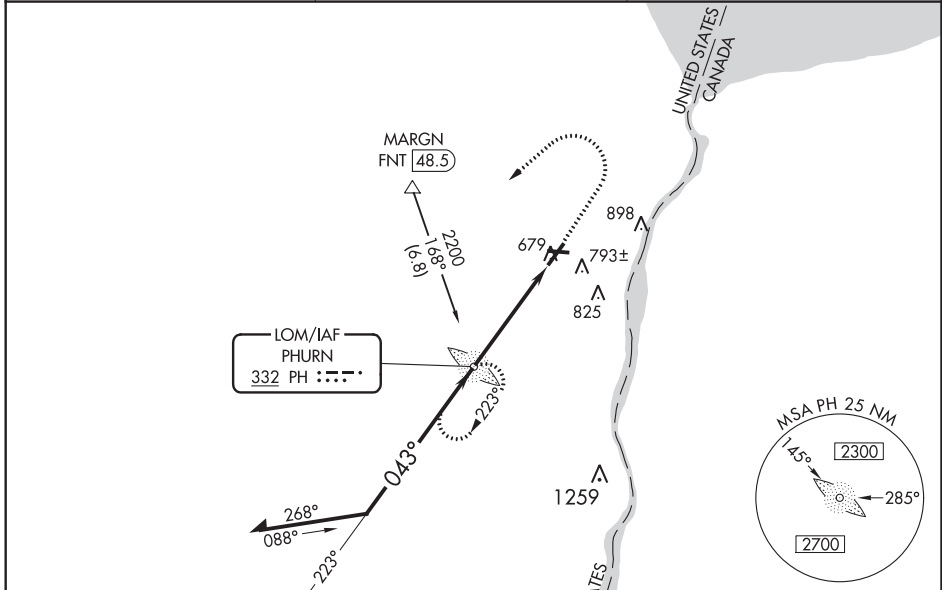 UNITED STATES
CANADA
MARGN
FNT 48.5
2200
168°
(6.8)
898
679
793±
825
LOM/IAF
PHURN
332 PH
223°
043°
1259
268°
088°
223°
MSA PH 25 NM
145°
2300
285°
2700